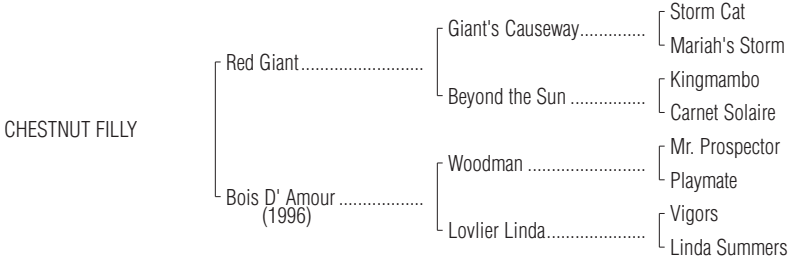 Storm Cat
Giant's Causeway..............
Mariah's Storm
Red Giant..........................
Kingmambo
Beyond the Sun ................
Carnet Solaire
CHESTNUT FILLY
Mr. Prospector
Woodman .........................
Playmate
Bois D' Amour ..................
(1996)
Vigors
Lovlier Linda.....................
Linda Summers